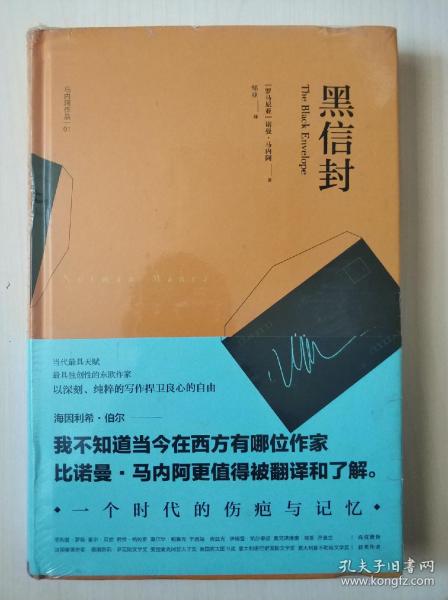 黑信封
The Black Envelope
[罗马尼亚] 诺曼·马内阿 著
邹亚 译
马内阿作品 01
Norman Manea
当代最具天赋
最具独创性的东欧作家
以深刻、纯粹的写作捍卫良心的自由
海因利希·伯尔
我不知道当今在西方有哪位作家
比诺曼·马内阿更值得被翻译和了解。
一个时代的伤疤与记忆
孔夫子旧书网